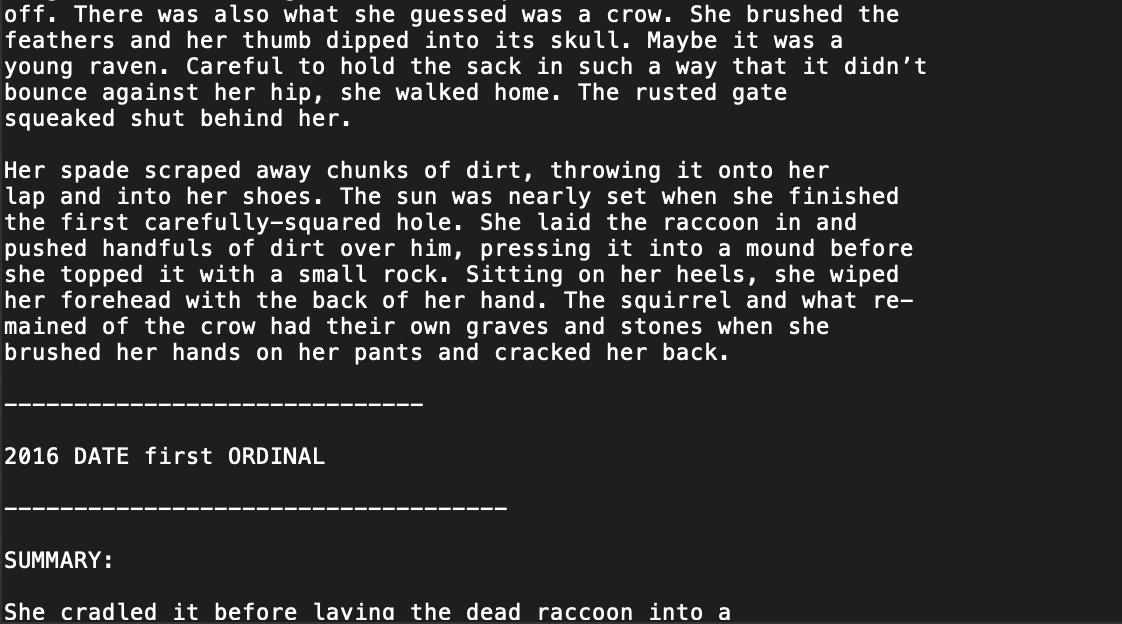 off. There was also what she guessed was a crow. She brushed the
feathers and her thumb dipped into its skull. Maybe it was a
young raven. Careful to hold the sack in such a way that it didn’t
bounce against her hip, she walked home. The rusted gate
squeaked shut behind her.
Her spade scraped away chunks of dirt, throwing it onto her
lap and into her shoes. The sun was nearly set when she finished
the first carefully–squared hole. She laid the raccoon in and
pushed handfuls of dirt over him, pressing it into a mound before
she topped it with a small rock. Sitting on her heels, she wiped
her forehead with the back of her hand. The squirrel and what re–
mained of the crow had their own graves and stones when she
brushed her hands on her pants and cracked her back.
------------------------------
2016 DATE first ORDINAL
------------------------------------
SUMMARY:
She cradled it before laying the dead raccoon into a